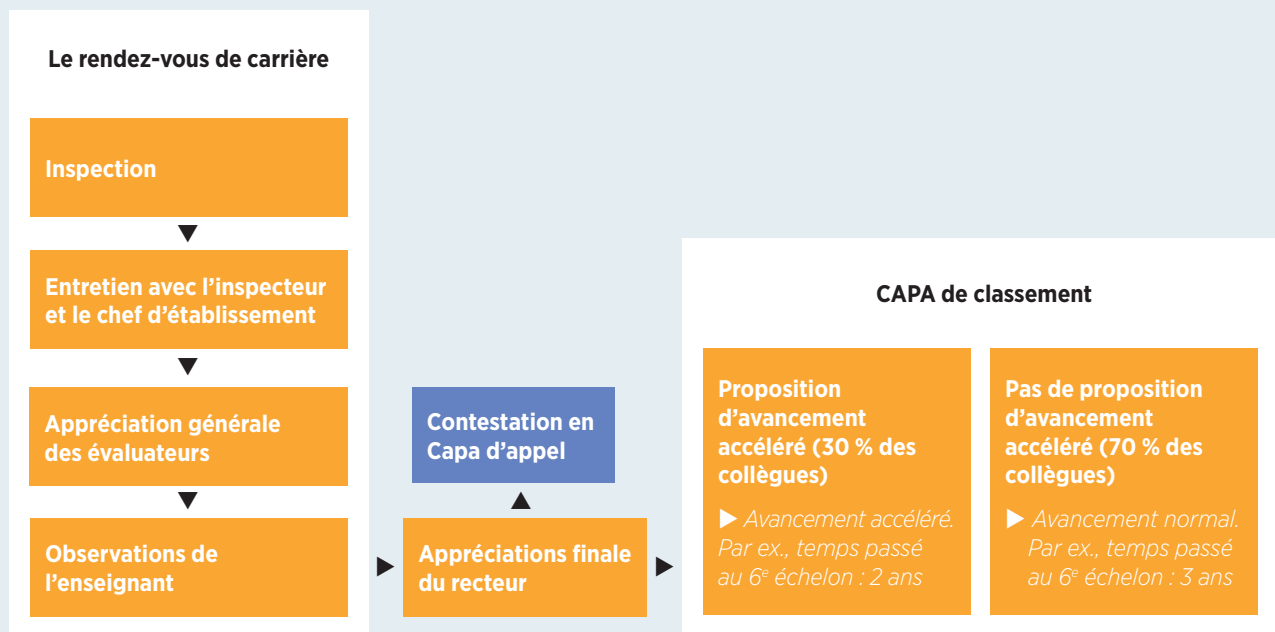 Le rendez-vous de carrière
Inspection
Entretien avec l’inspecteur
et le chef d’établissement
Appréciation générale
des évaluateurs
Observations de
l’enseignant
Contestation en
Capa d’appel
Appréciations finale
du recteur
CAPA de classement
Proposition
d’avancement
accéléré (30 % des
collègues)
▶ Avancement accéléré.
Par ex., temps passé
au 6e échelon : 2 ans
Pas de proposition
d’avancement
accéléré (70 % des
collègues)
▶ Avancement normal.
Par ex., temps passé
au 6e échelon : 3 ans